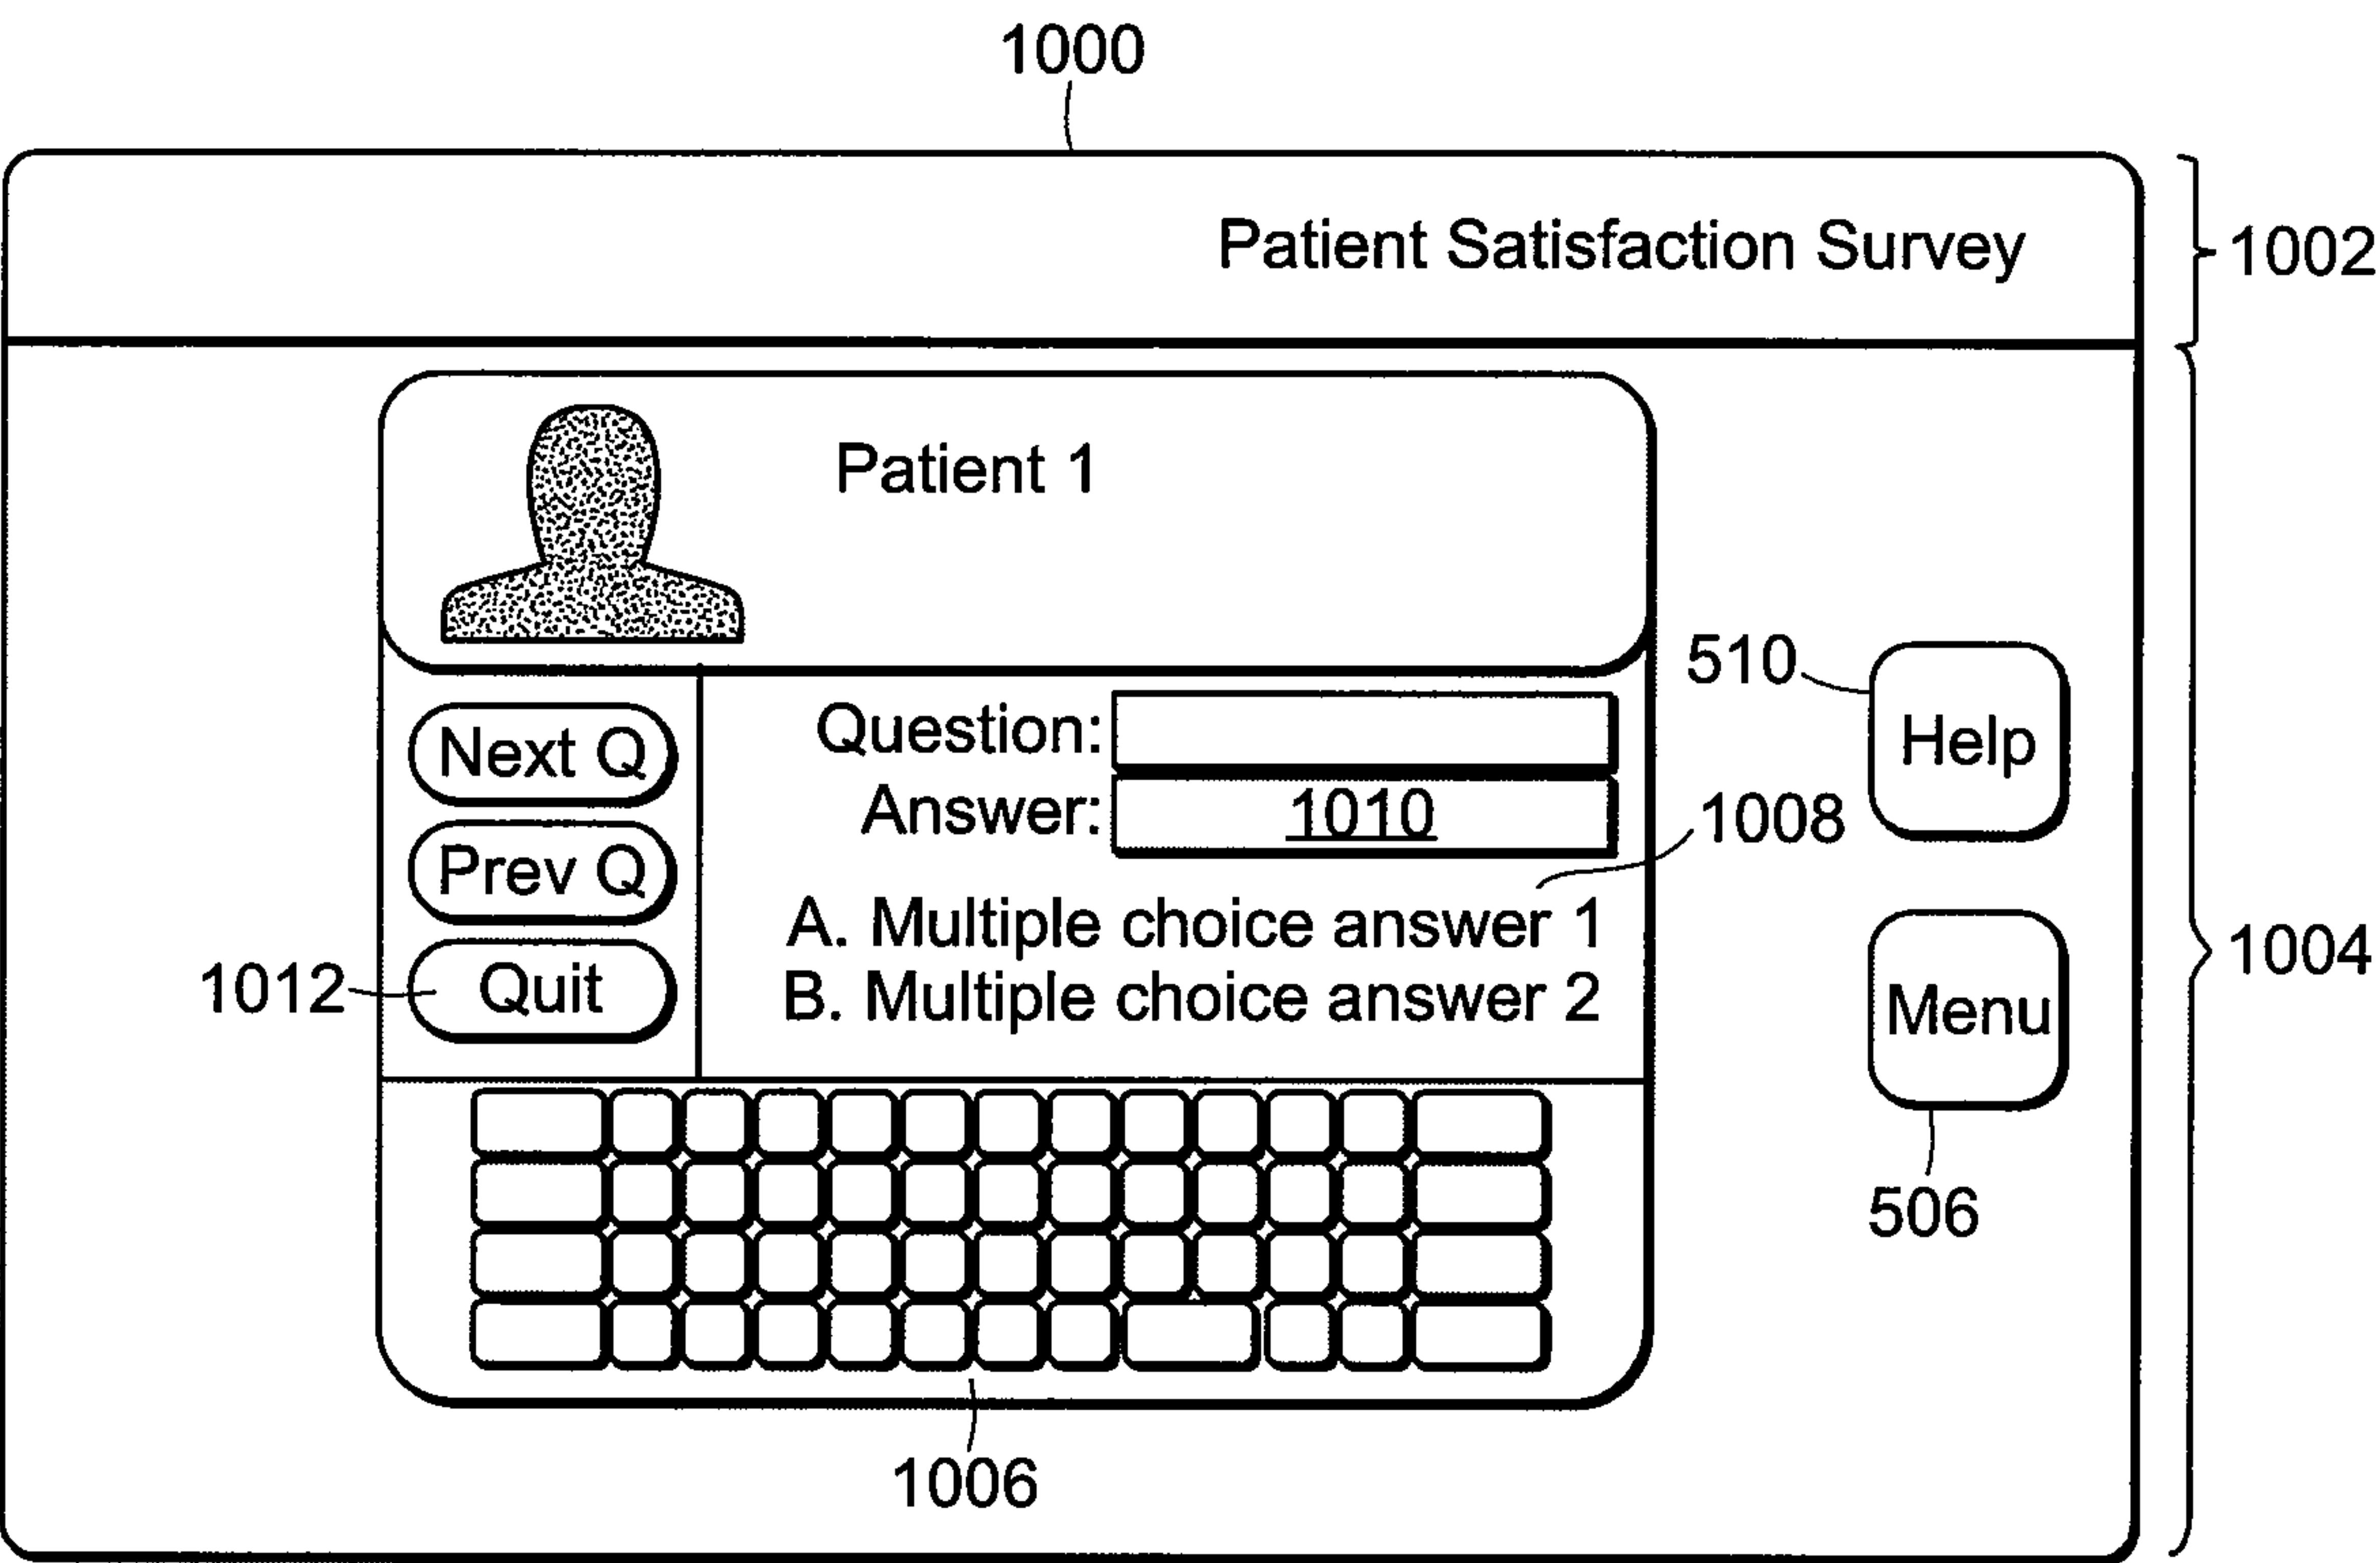 1000
Patient Satisfaction Survey
1002
Patient 1
510
Help
Next Q
Question:
Answer: 1010
1008
Prev Q
A. Multiple choice answer 1
B. Multiple choice answer 2
1012
Quit
Menu
1004
506
1006